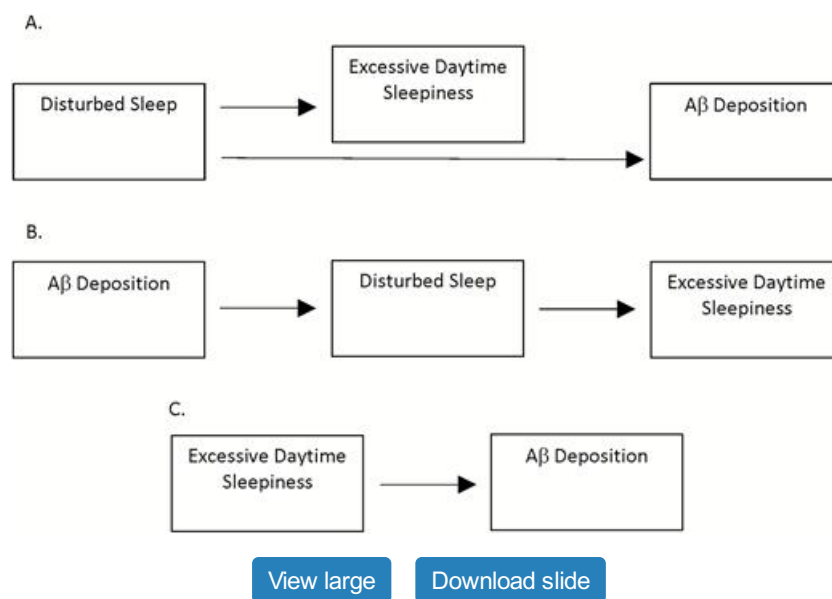 A.
Disturbed Sleep
Excessive Daytime
Sleepiness
Aβ Deposition
B.
Aβ Deposition
Disturbed Sleep
Excessive Daytime
Sleepiness
C.
Excessive Daytime
Sleepiness
Aβ Deposition
View large
Download slide